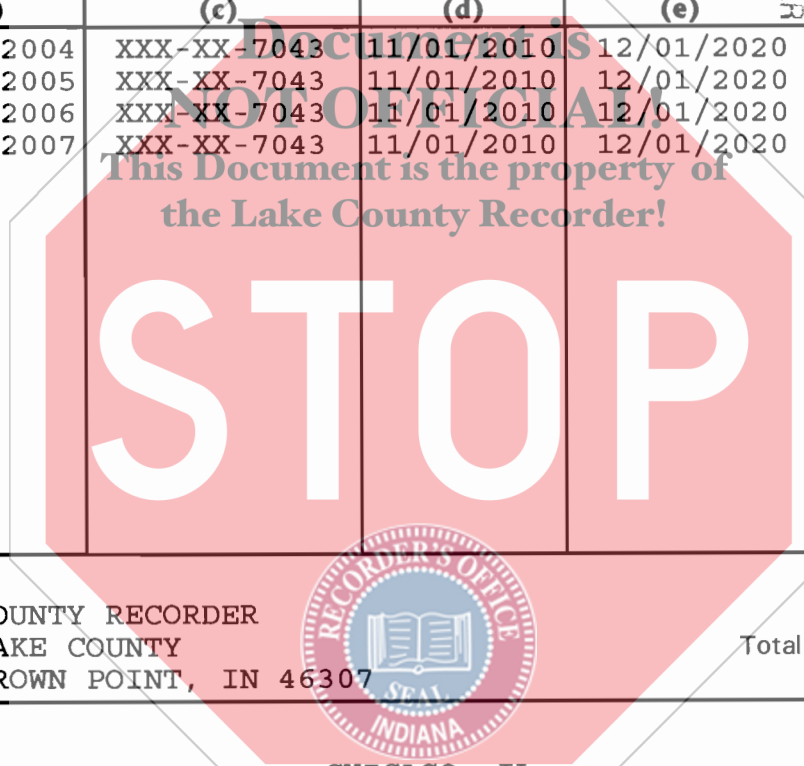 (c) (d) (e)
2004 XXX-XX-7043 11/01/2010 12/01/2020
2005 XXX-XX-7043 11/01/2010 12/01/2020
2006 XXX-XX-7043 11/01/2010 12/01/2020
2007 XXX-XX-7043 11/01/2010 12/01/2020
Document is
NOT OFFICIAL!
This Document is the property of
the Lake County Recorder!
STOP
OUNTY RECORDER
AKE COUNTY
ROWN POINT, IN 46307
Total
RECORDER'S OFFICE
SEAL
INDIANA